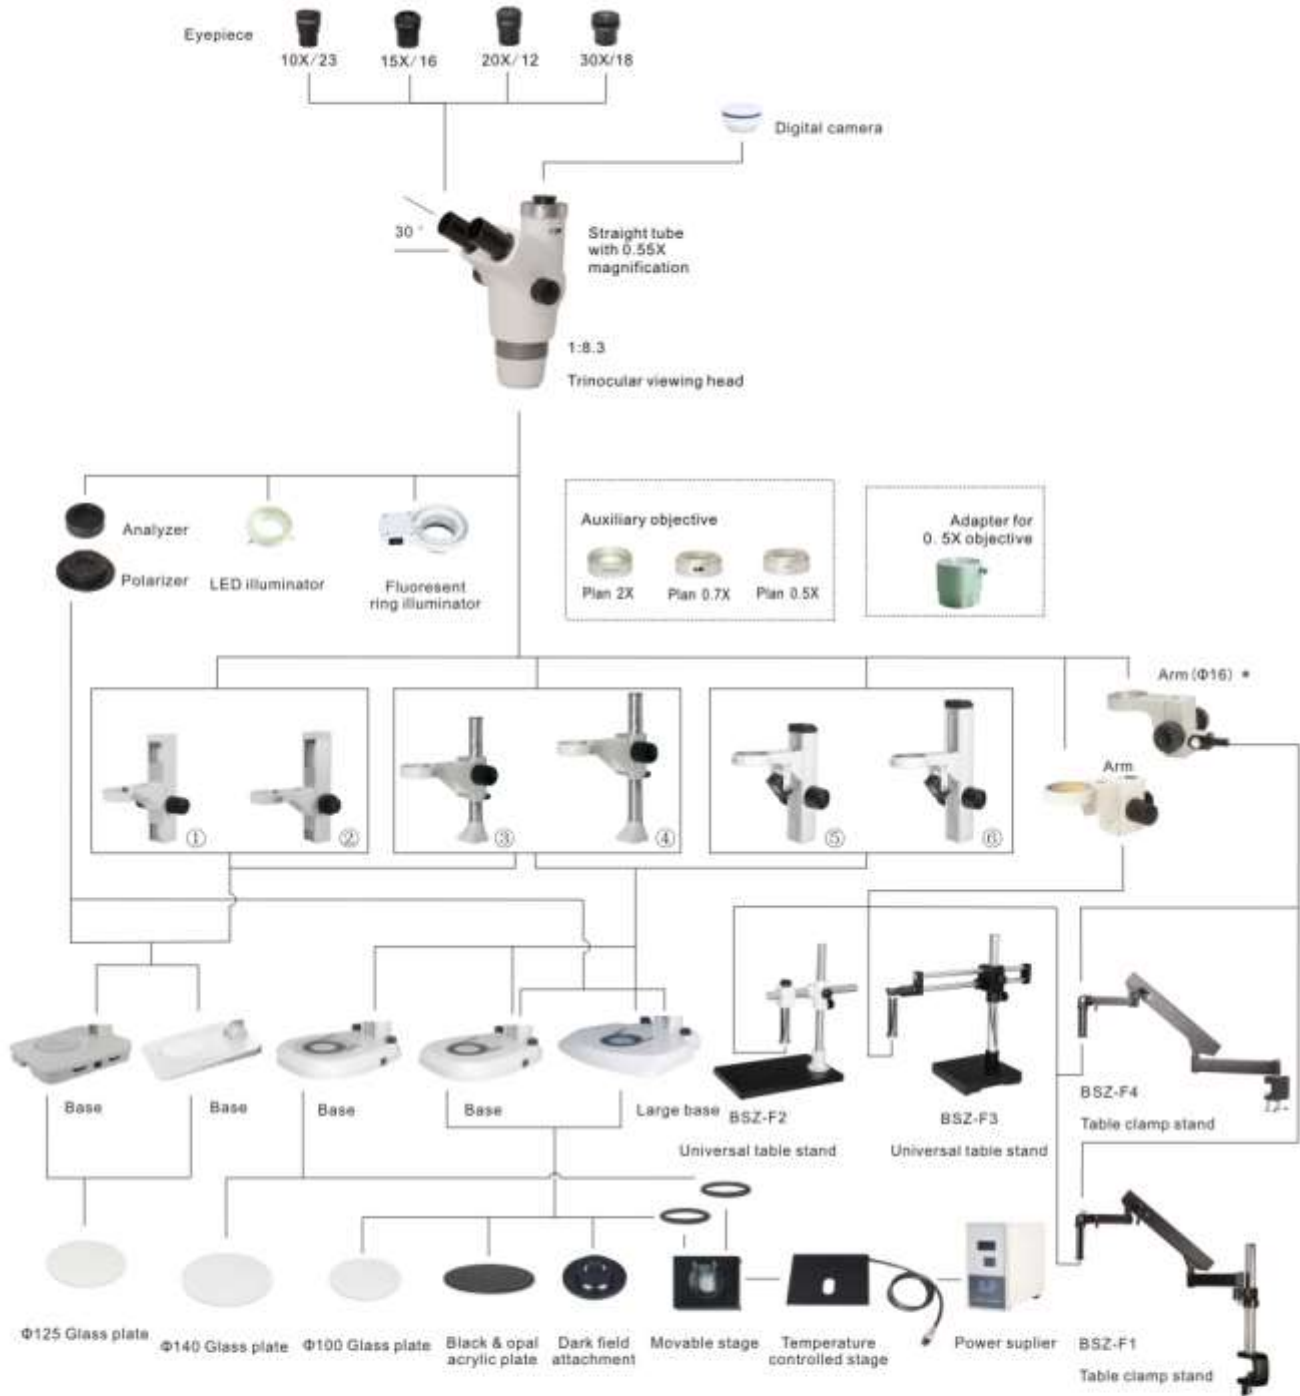 Eyepiece
10X/23
15X/16
20X/12
30X/18
Digital camera
30 °
Straight tube
with 0.55X
magnification
1:8.3
Trinocular viewing head
Analyzer
Polarizer
LED illuminator
Fluoresent
ring illuminator
Auxiliary objective
Plan 2X
Plan 0.7X
Plan 0.5X
Adapter for
0. 5X objective
Arm (Φ16) *
Arm
①
②
③
④
⑤
⑥
Base
Base
Base
Base
Large base
BSZ-F2
Universal table stand
BSZ-F3
Universal table stand
BSZ-F4
Table clamp stand
Φ125 Glass plate
Φ140 Glass plate
Φ100 Glass plate
Black & opal
acrylic plate
Dark field
attachment
Movable stage
Temperature
controlled stage
Power suplier
BSZ-F1
Table clamp stand